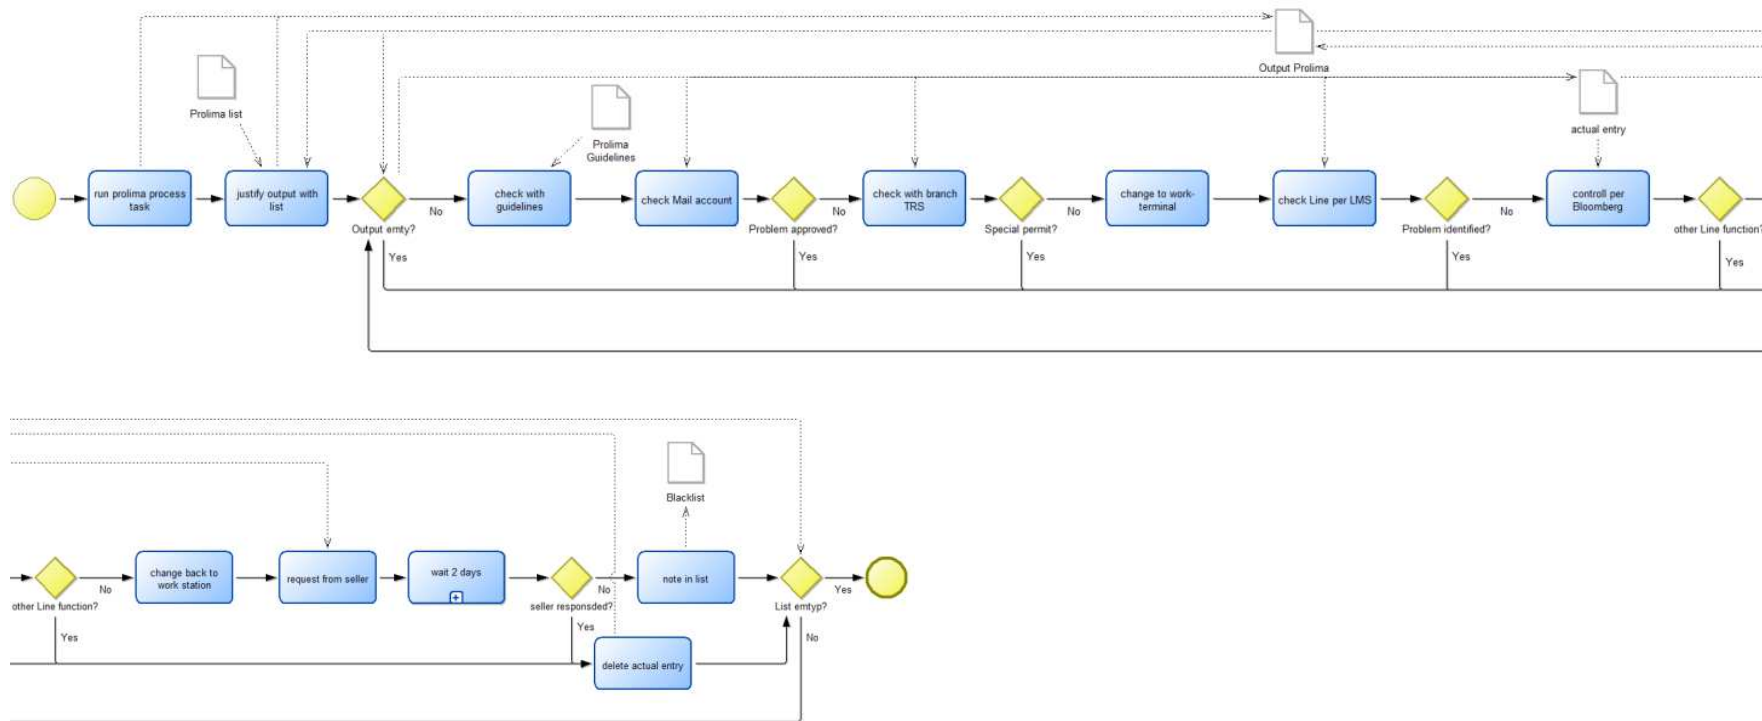 Output Prolima
Prolima list
Prolima
Guidelines
actual entry
run prolima process
task
justify output with
list
Output emty?
No
Yes
check with
guidelines
check Mail account
Problem approved?
No
Yes
check with branch
TRS
Special permit?
No
Yes
change to work-
terminal
check Line per LMS
Problem identified?
No
Yes
controll per
Bloomberg
other Line function?
Yes
Blacklist
other Line function?
No
Yes
change back to
work station
request from seller
wait 2 days
seller responsded?
No
Yes
note in list
List emtyp?
Yes
No
delete actual entry